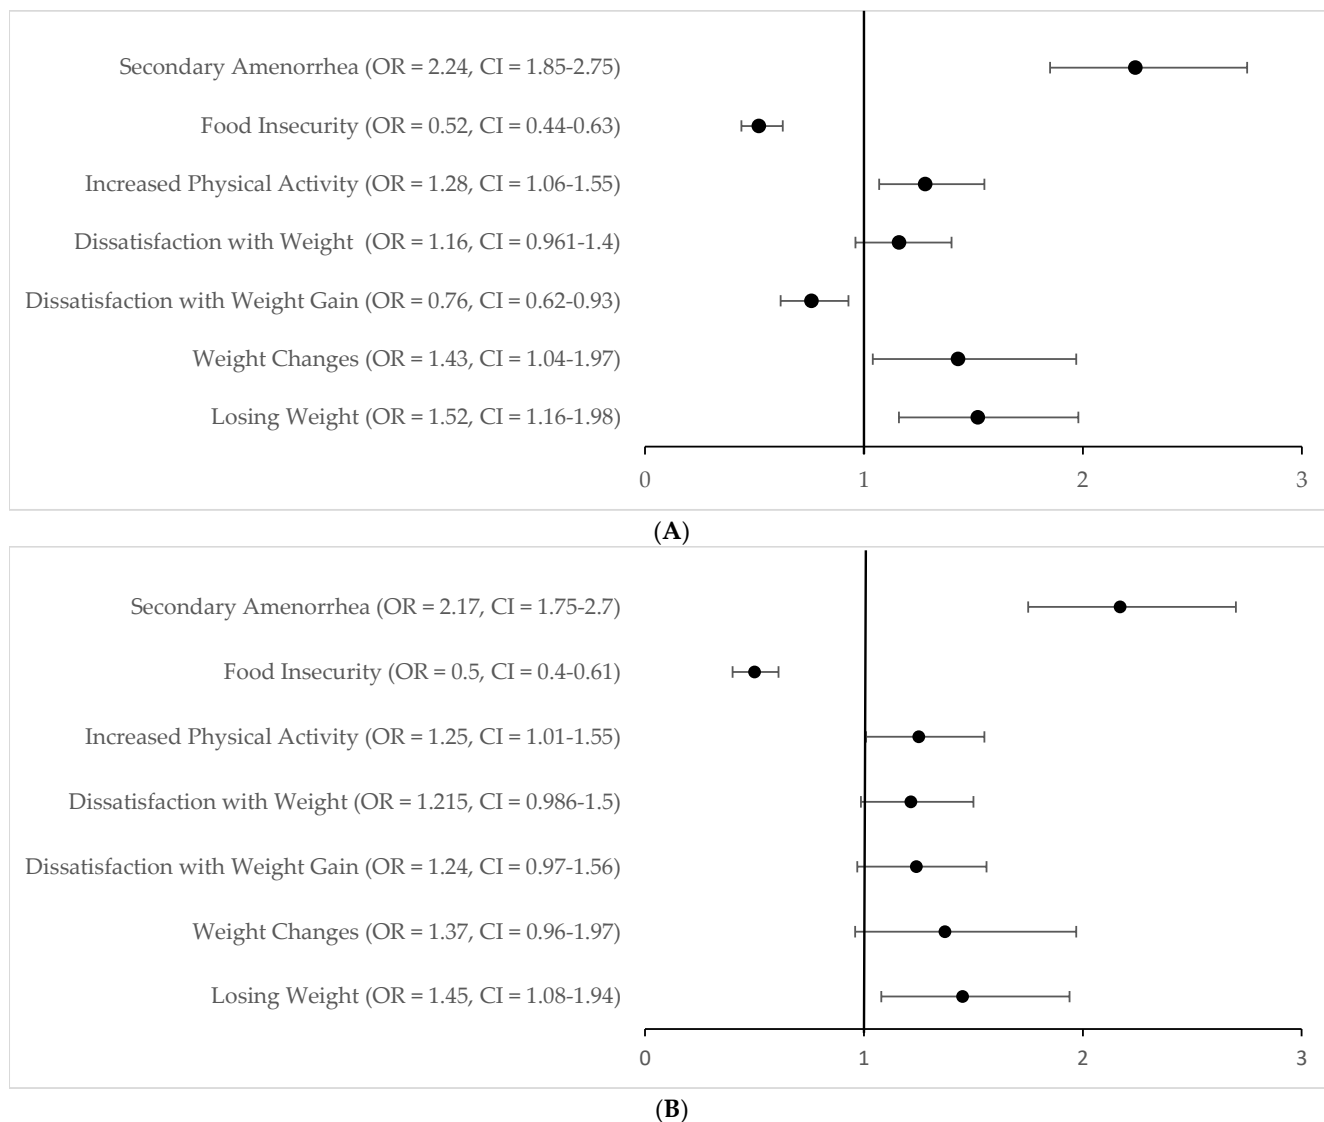 Secondary Amenorrhea (OR = 2.24, CI = 1.85-2.75)
Food Insecurity (OR = 0.52, CI = 0.44-0.63)
Increased Physical Activity (OR = 1.28, CI = 1.06-1.55)
Dissatisfaction with Weight  (OR = 1.16, CI = 0.961-1.4)
Dissatisfaction with Weight Gain (OR = 0.76, CI = 0.62-0.93)
Weight Changes (OR = 1.43, CI = 1.04-1.97)
Losing Weight (OR = 1.52, CI = 1.16-1.98)
0 1 2 3
(A)
Secondary Amenorrhea (OR = 2.17, CI = 1.75-2.7)
Food Insecurity (OR = 0.5, CI = 0.4-0.61)
Increased Physical Activity (OR = 1.25, CI = 1.01-1.55)
Dissatisfaction with Weight (OR = 1.215, CI = 0.986-1.5)
Dissatisfaction with Weight Gain (OR = 1.24, CI = 0.97-1.56)
Weight Changes (OR = 1.37, CI = 0.96-1.97)
Losing Weight (OR = 1.45, CI = 1.08-1.94)
0 1 2 3
(B)